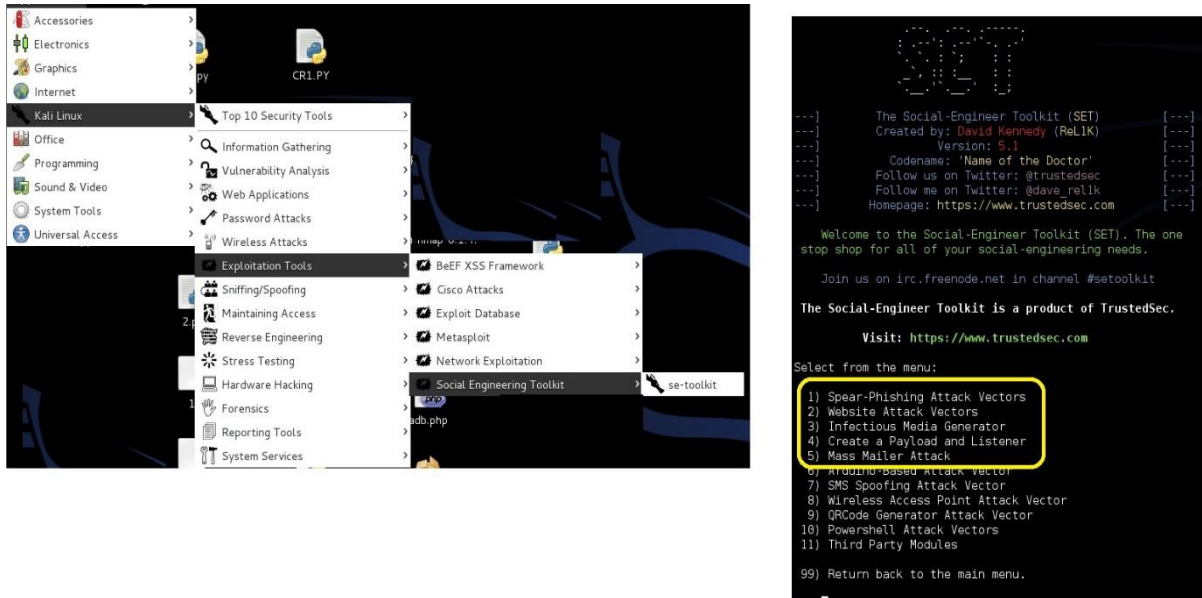 Accessories
Electronics
Graphics
Internet
Kali Linux
Office
Programming
Sound & Video
System Tools
Universal Access
py
CR1.PY
Top 10 Security Tools
Information Gathering
Vulnerability Analysis
Web Applications
Password Attacks
Wireless Attacks
Exploitation Tools
Sniffing/Spoofing
Maintaining Access
Reverse Engineering
Stress Testing
Hardware Hacking
Forensics
Reporting Tools
System Services
BeEF XSS Framework
Cisco Attacks
Exploit Database
Metasploit
Network Exploitation
Social Engineering Toolkit
se-toolkit
adb.php
SET
---] The Social-Engineer Toolkit (SET) [---]
---] Created by: David Kennedy (ReL1K) [---]
---] Version: 5.1 [---]
---] Codename: 'Name of the Doctor' [---]
---] Follow us on Twitter: @trustedsec [---]
---] Follow me on Twitter: @dave_rel1k [---]
---] Homepage: https://www.trustedsec.com [---]
Welcome to the Social-Engineer Toolkit (SET). The one
stop shop for all of your social-engineering needs.
Join us on irc.freenode.net in channel #setoolkit
The Social-Engineer Toolkit is a product of TrustedSec.
Visit: https://www.trustedsec.com
Select from the menu:
1) Spear-Phishing Attack Vectors
2) Website Attack Vectors
3) Infectious Media Generator
4) Create a Payload and Listener
5) Mass Mailer Attack
6) Arduino-Based Attack Vector
7) SMS Spoofing Attack Vector
8) Wireless Access Point Attack Vector
9) QRCode Generator Attack Vector
10) Powershell Attack Vectors
11) Third Party Modules
99) Return back to the main menu.